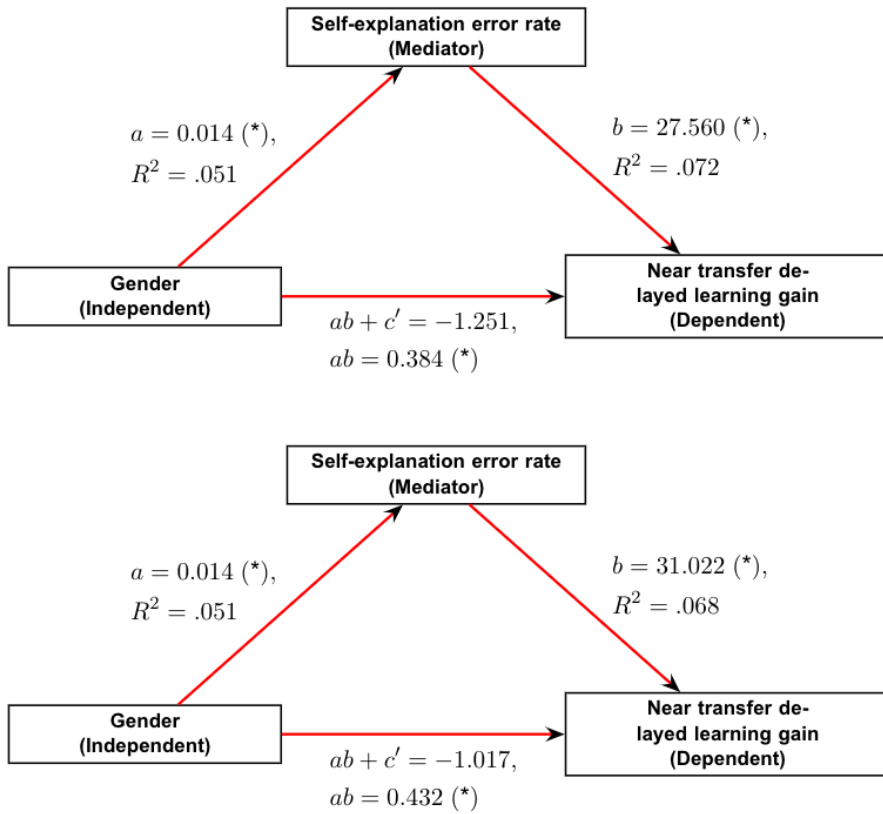 Self-explanation error rate
(Mediator)
a = 0.014 (*),
R² = .051
b = 27.560 (*),
R² = .072
Gender
(Independent)
Near transfer de-
layed learning gain
(Dependent)
ab + c′ = −1.251,
ab = 0.384 (*)
Self-explanation error rate
(Mediator)
a = 0.014 (*),
R² = .051
b = 31.022 (*),
R² = .068
Gender
(Independent)
Near transfer de-
layed learning gain
(Dependent)
ab + c′ = −1.017,
ab = 0.432 (*)